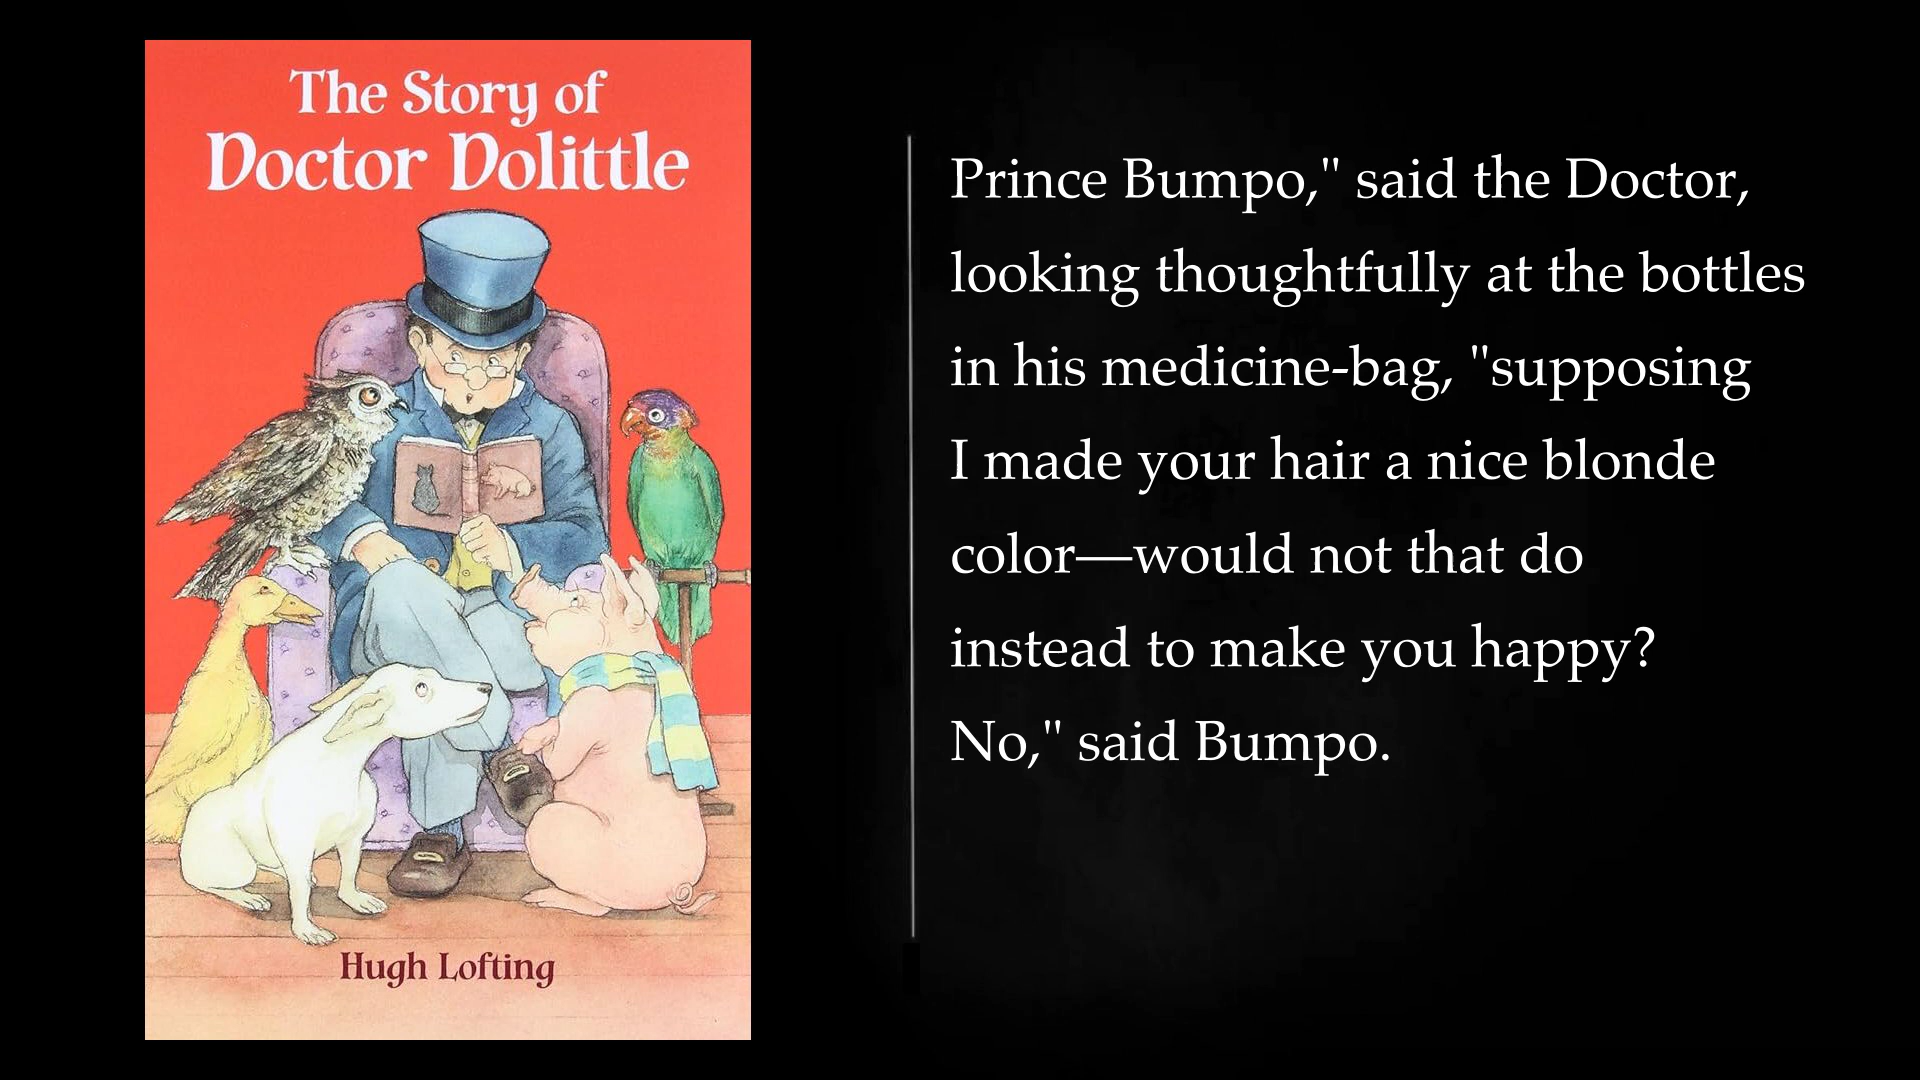 The Story of
Doctor Dolittle
Hugh Lofting
Prince Bumpo," said the Doctor,
looking thoughtfully at the bottles
in his medicine-bag, "supposing
I made your hair a nice blonde
color—would not that do
instead to make you happy?
No," said Bumpo.